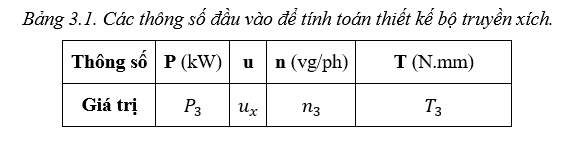 Bảng 3.1. Các thông số đầu vào để tính toán thiết kế bộ truyền xích.
Thông số P (kW) u n (vg/ph) T (N.mm)
Giá trị P₃ uₓ n₃ T₃